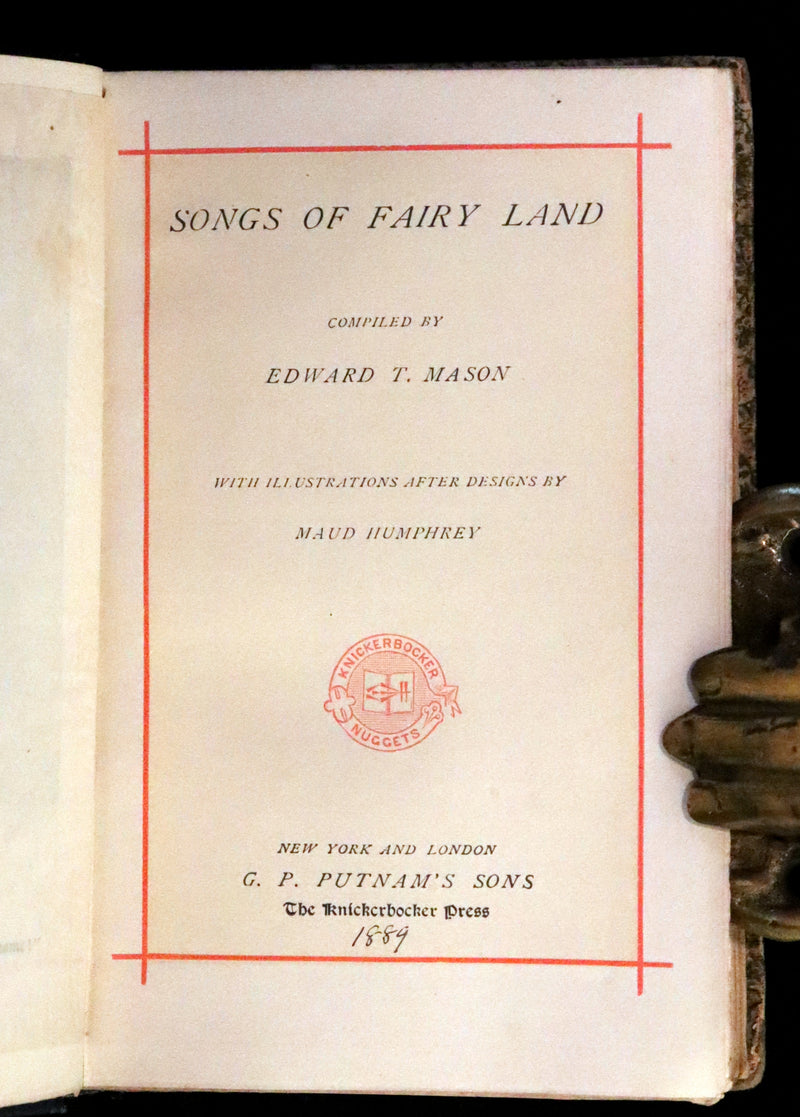 SONGS OF FAIRY LAND
COMPILED BY
EDWARD T. MASON
WITH ILLUSTRATIONS AFTER DESIGNS BY
MAUD HUMPHREY
KNICKERBOCKER
NUGGETS
NEW YORK AND LONDON
G. P. PUTNAM'S SONS
The Knickerbocker Press
1889